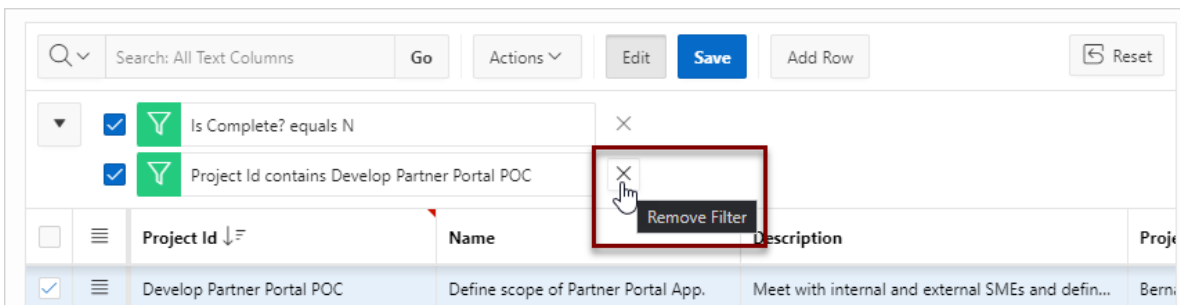 Search: All Text Columns Go Actions Edit Save Add Row Reset
Is Complete? equals N
Project Id contains Develop Partner Portal POC
Remove Filter
Project Id Name Description Proje
Develop Partner Portal POC Define scope of Partner Portal App. Meet with internal and external SMEs and defin... Berna